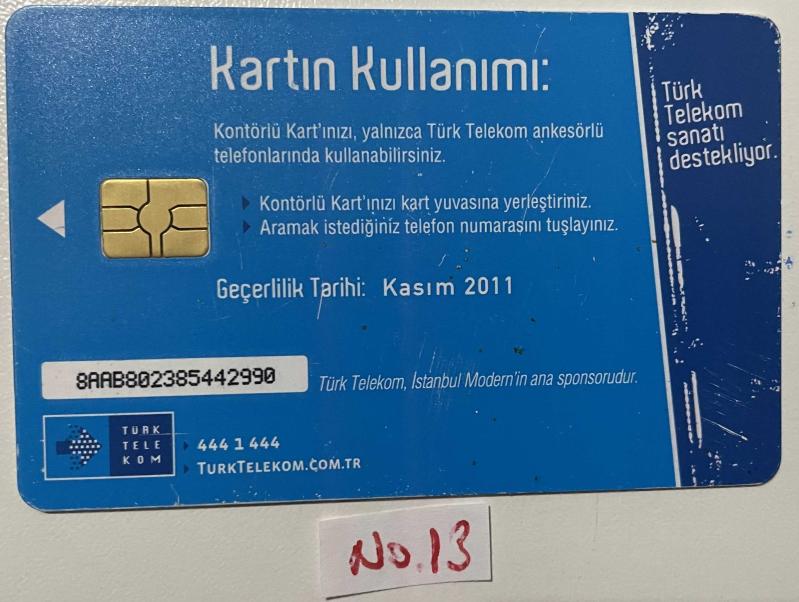 Kartın Kullanımı:
Kontörlü Kart'ınızı, yalnızca Türk Telekom ankesörlü
telefonlarında kullanabilirsiniz.
Kontörlü Kart'ınızı kart yuvasına yerleştiriniz.
Aramak istediğiniz telefon numarasını tuşlayınız.
Geçerlilik Tarihi: Kasım 2011
Türk
Telekom
sanatı
destekliyor.
8AAB802385442990
Türk Telekom, İstanbul Modern'in ana sponsorudur.
TÜRK
TELE
KOM
444 1 444
TURKTELEKOM.COM.TR
No.13